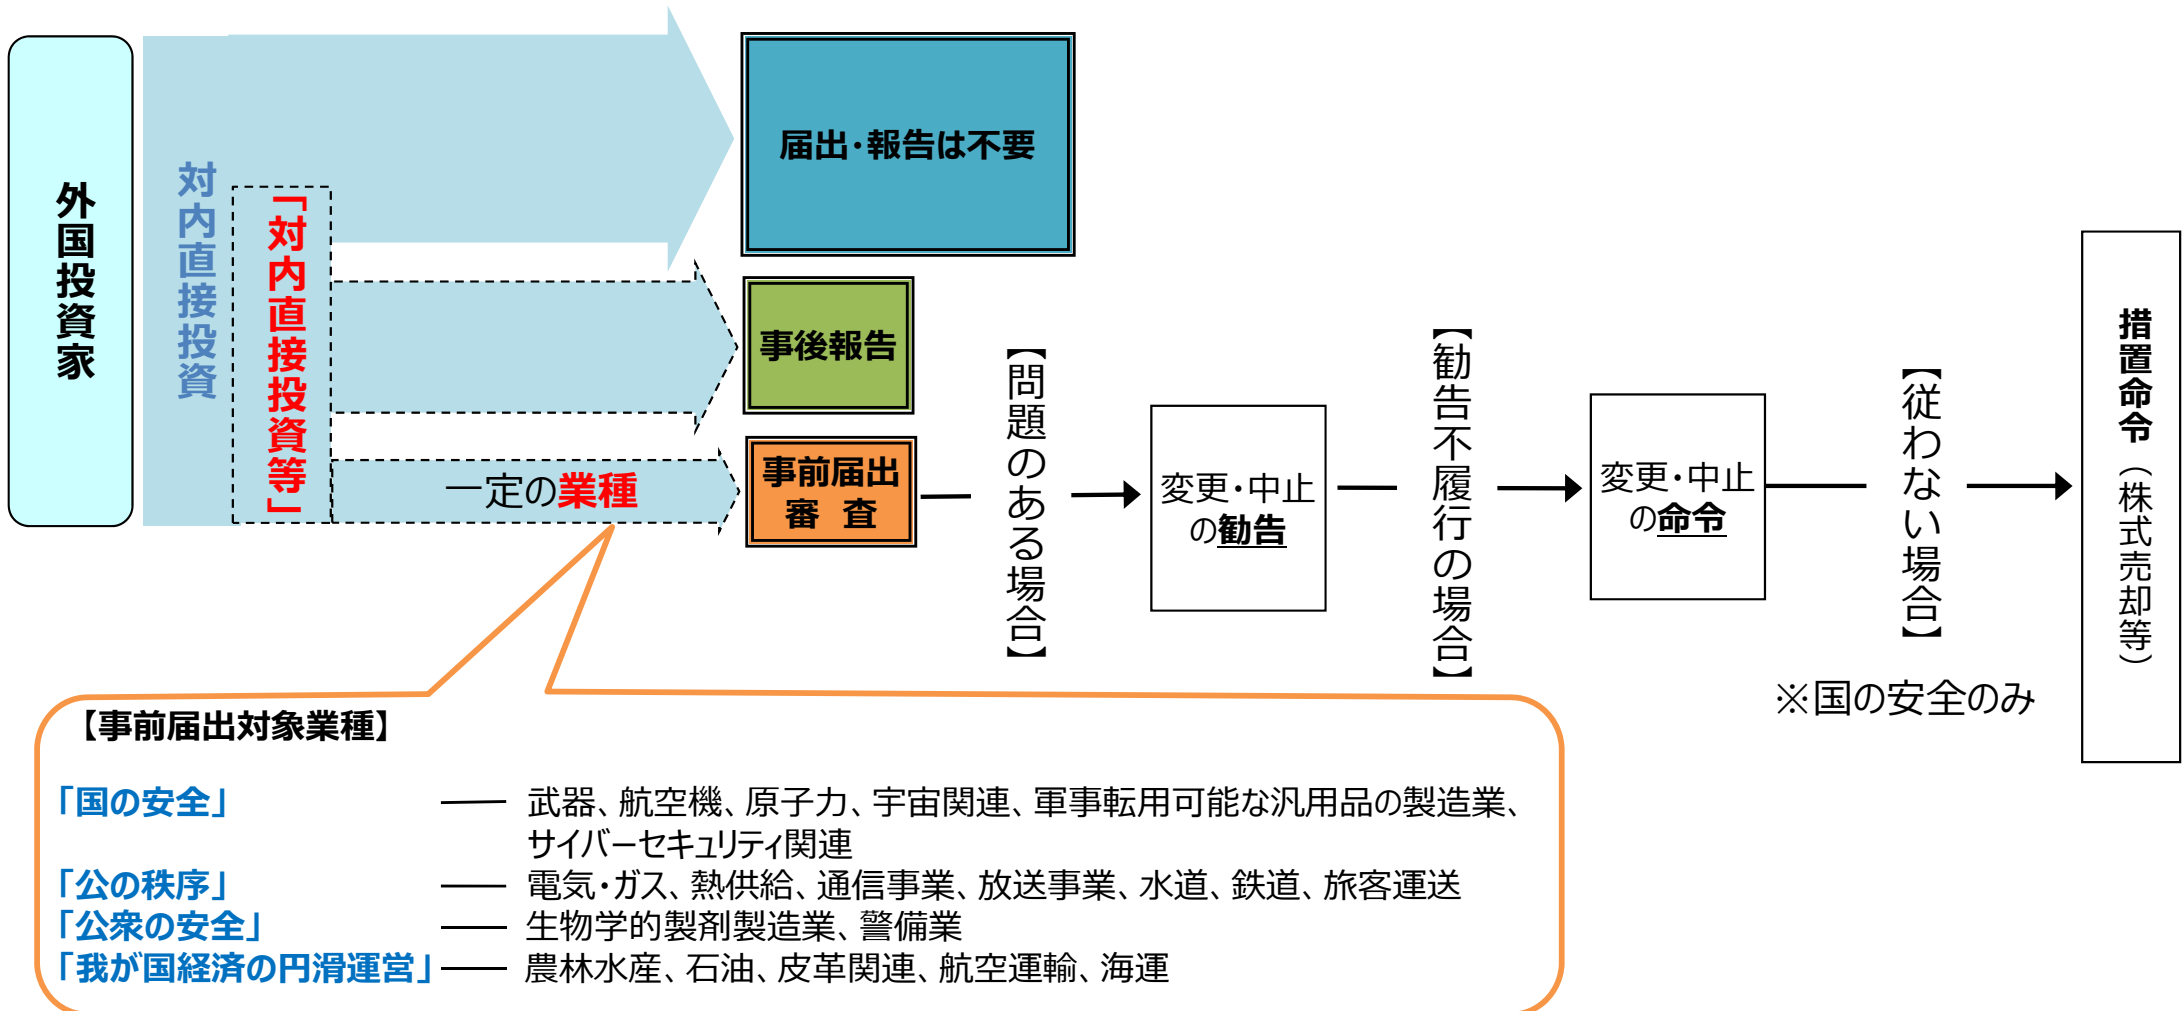 外国投資家
対内直接投資
「対内直接投資等」
届出・報告は不要
事後報告
一定の業種
事前届出
審　査
【問題のある場合】
変更・中止
の勧告
【勧告不履行の場合】
変更・中止
の命令
【従わない場合】
※国の安全のみ
措置命令（株式売却等）
【事前届出対象業種】
「国の安全」 ― 武器、航空機、原子力、宇宙関連、軍事転用可能な汎用品の製造業、
サイバーセキュリティ関連
「公の秩序」 ― 電気・ガス、熱供給、通信事業、放送事業、水道、鉄道、旅客運送
「公衆の安全」 ― 生物学的製剤製造業、警備業
「我が国経済の円滑運営」 ― 農林水産、石油、皮革関連、航空運輸、海運